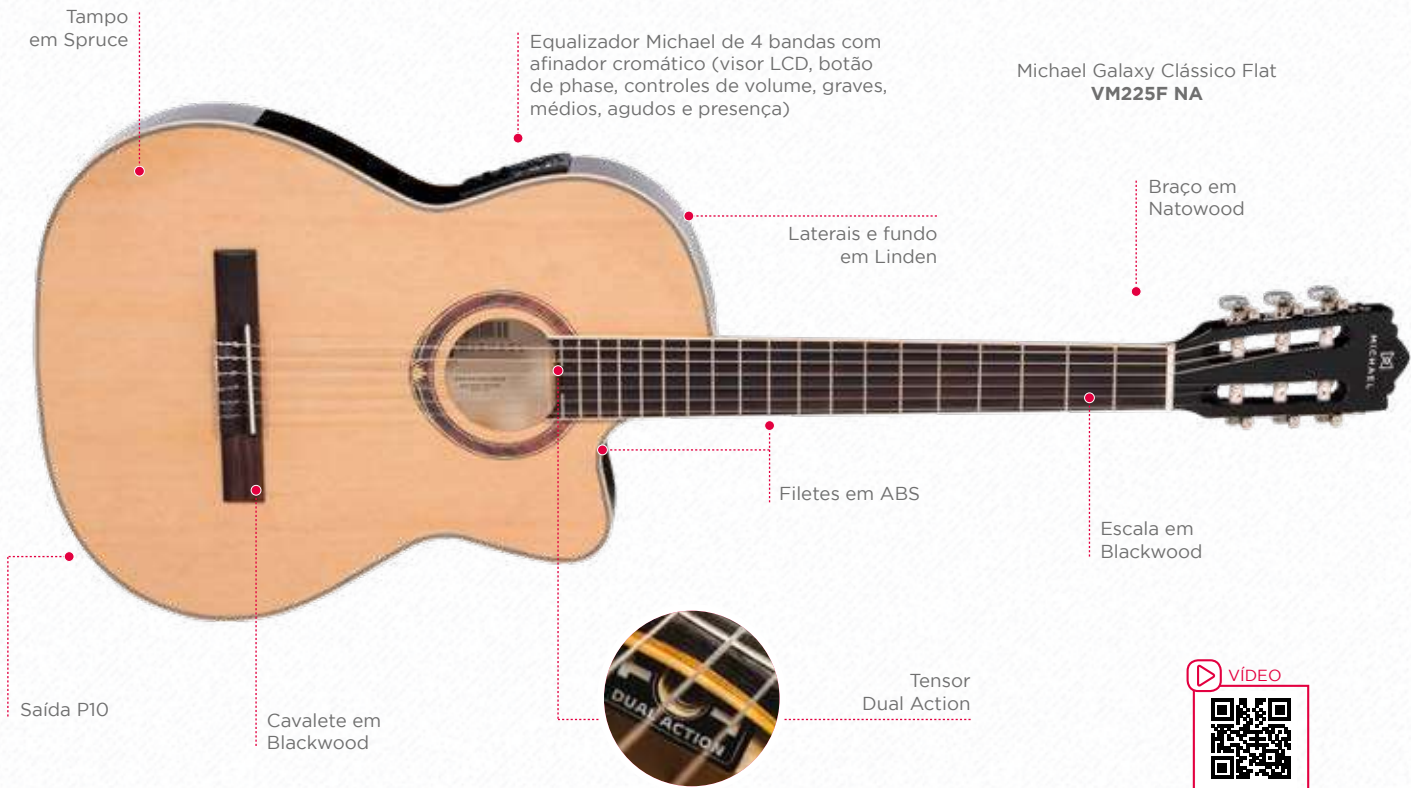 Tampo
em Spruce
Equalizador Michael de 4 bandas com
afinador cromático (visor LCD, botão
de phase, controles de volume, graves,
médios, agudos e presença)
Michael Galaxy Clássico Flat
VM225F NA
Braço em
Natowood
Laterais e fundo
em Linden
MICHAEL
Filetes em ABS
Escala em
Blackwood
Saída P10
Cavalete em
Blackwood
DUAL ACTION
Tensor
Dual Action
VÍDEO